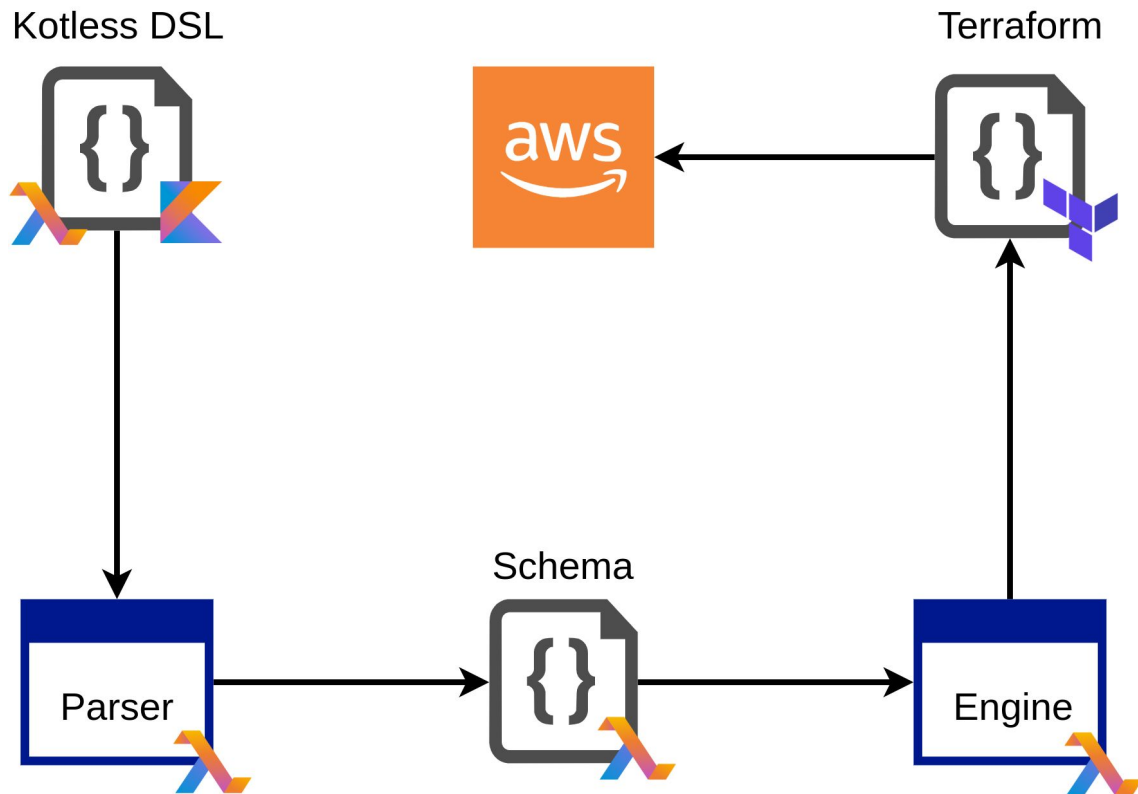 Kotless DSL
Terraform
{}
aws
{}
Schema
Parser
{}
Engine